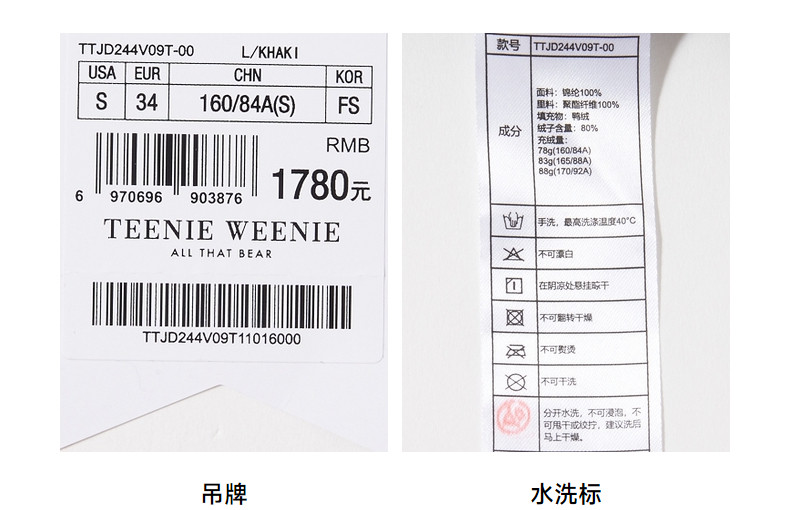 TTJD244V09T-00 L/KHAKI
USA EUR CHN KOR
S 34 160/84A(S) FS
RMB
1780元
6 970696 903876
TEENIE WEENIE
ALL THAT BEAR
TTJD244V09T11016000
吊牌
款号 TTJD244V09T-00
成分
面料：锦纶100%
里料：聚酯纤维100%
填充物：鸭绒
绒子含量：80%
充绒量：
78g(160/84A)
83g(165/88A)
88g(170/92A)
手洗，最高洗涤温度40°C
不可漂白
在阴凉处悬挂晾干
不可翻转干燥
不可熨烫
不可干洗
分开水洗，不可浸泡，不
可甩干或绞拧，建议洗后
马上干燥。
水洗标